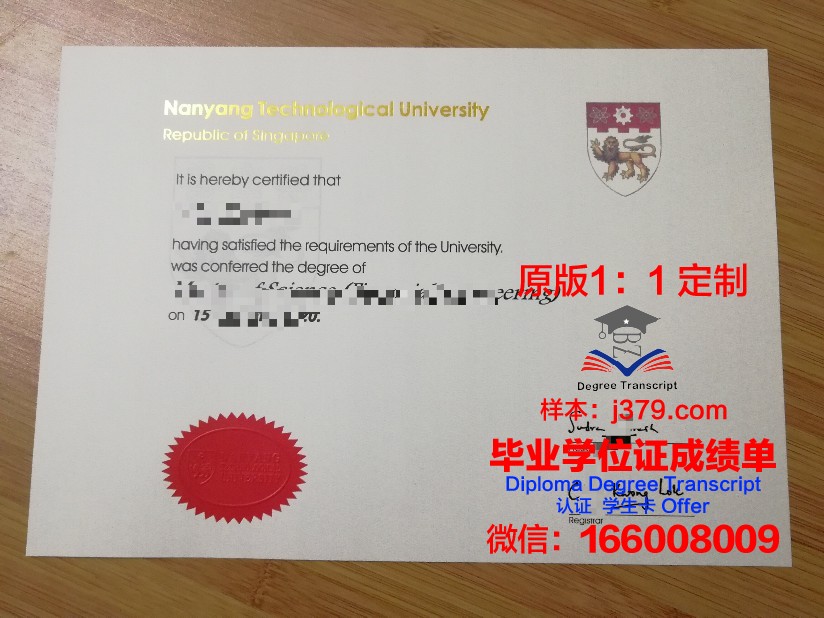 Nanyang Technological University
Republic of Singapore
It is hereby certified that
having satisfied the requirements of the University.
was conferred the degree of
on 15
原版1：1定制
BZ
Degree Transcript
样本：j379.com
毕业学位证成绩单
Diploma Degree Transcript
认证 学生卡 Offer
Registrar
微信：166008009